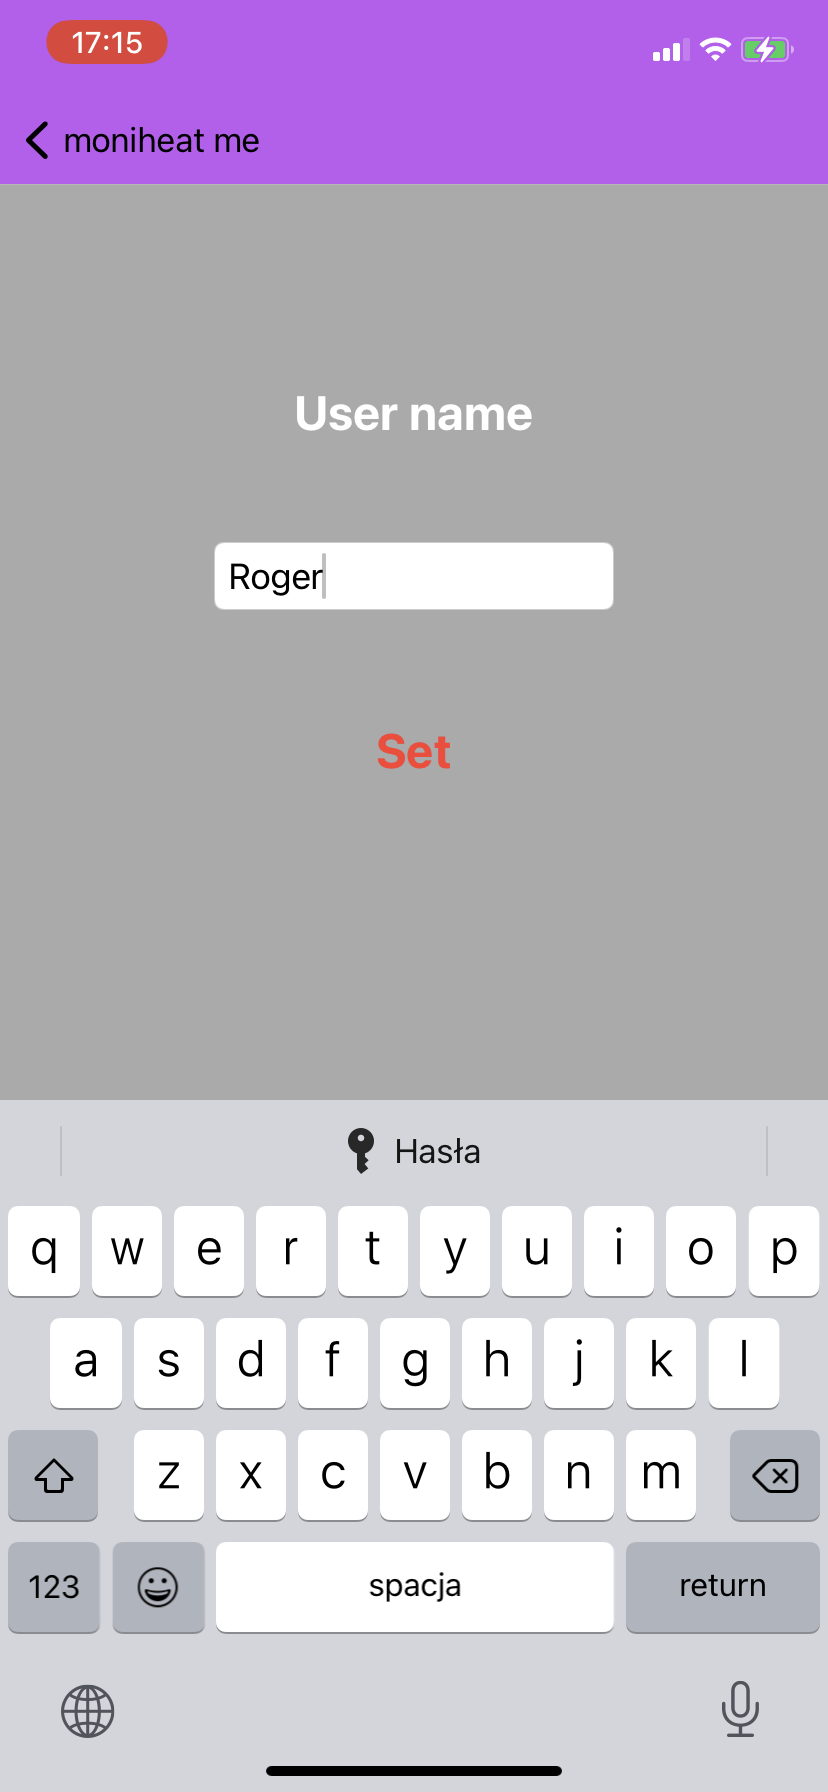 17:15
moniheat me
User name
Roger
Set
Hasła
q w e r t y u i o p
a s d f g h j k l
z x c v b n m
123 spacja return